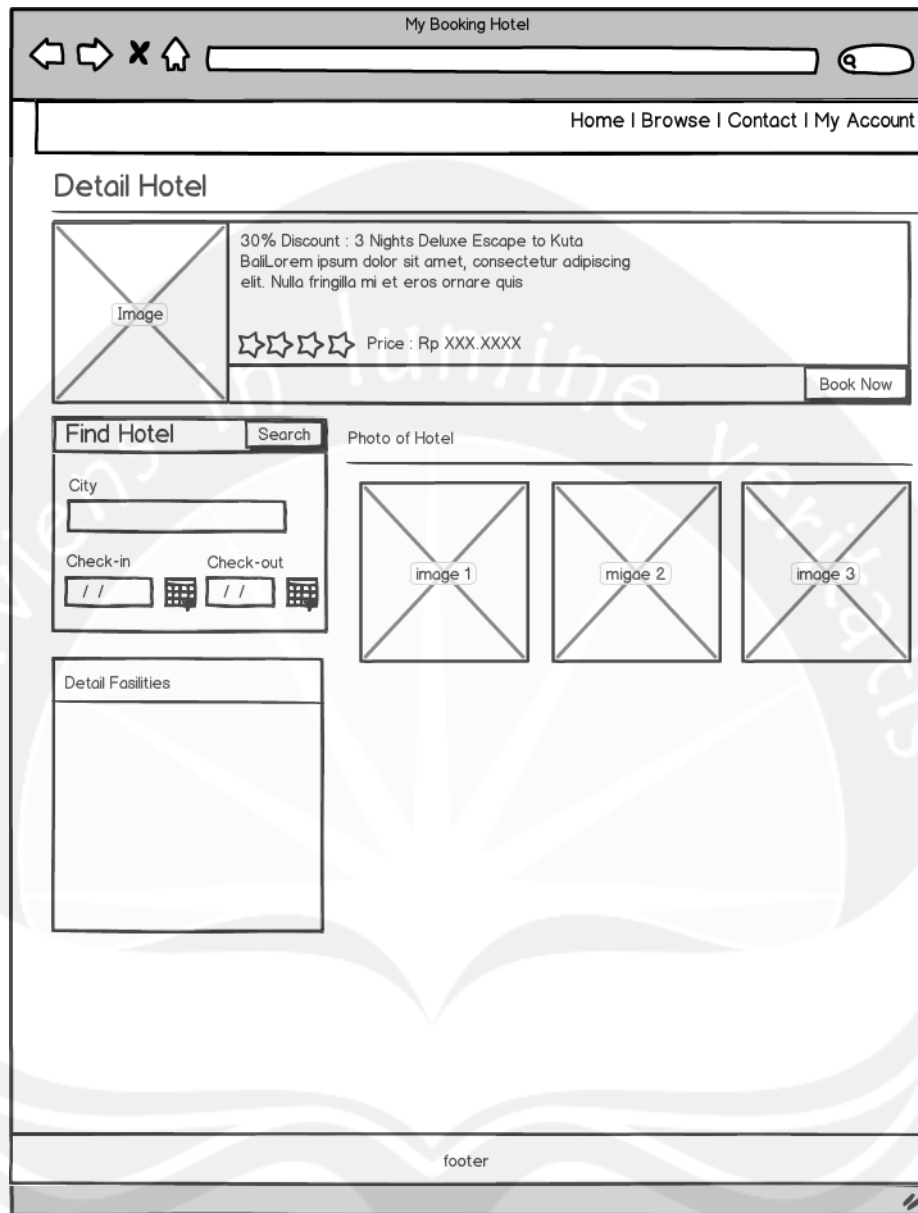 My Booking Hotel
Home | Browse | Contact | My Account
Detail Hotel
Image
30% Discount : 3 Nights Deluxe Escape to Kuta
BaliLorem ipsum dolor sit amet, consectetur adipiscing
elit. Nulla fringilla mi et eros ornare quis
Price : Rp XXX.XXXX
Book Now
Find Hotel
Search
City
Check-in
Check-out
/ /
/ /
Photo of Hotel
image 1
migae 2
image 3
Detail Fasilities
footer
in lumine veritatis